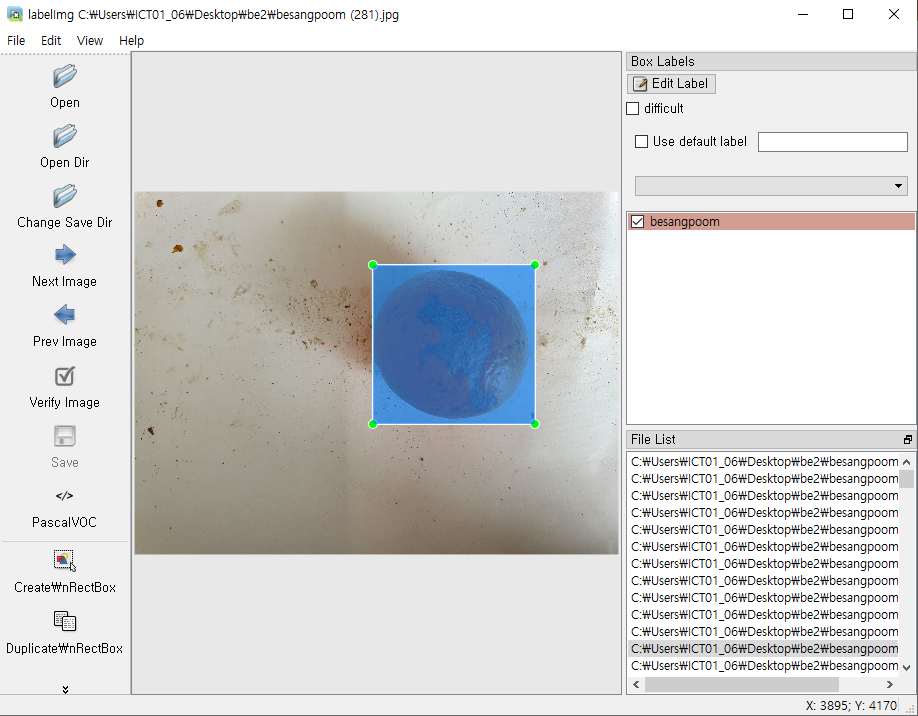 labelImg C:₩Users₩ICT01_06₩Desktop₩be2₩besangpoom (281).jpg
File Edit View Help
Open
Open Dir
Change Save Dir
Next Image
Prev Image
Verify Image
Save
</>
PascalVOC
Create₩nRectBox
Duplicate₩nRectBox
Box Labels
Edit Label
difficult
Use default label
besangpoom
File List
C:₩Users₩ICT01_06₩Desktop₩be2₩besangpoom
C:₩Users₩ICT01_06₩Desktop₩be2₩besangpoom
C:₩Users₩ICT01_06₩Desktop₩be2₩besangpoom
C:₩Users₩ICT01_06₩Desktop₩be2₩besangpoom
C:₩Users₩ICT01_06₩Desktop₩be2₩besangpoom
C:₩Users₩ICT01_06₩Desktop₩be2₩besangpoom
C:₩Users₩ICT01_06₩Desktop₩be2₩besangpoom
C:₩Users₩ICT01_06₩Desktop₩be2₩besangpoom
C:₩Users₩ICT01_06₩Desktop₩be2₩besangpoom
C:₩Users₩ICT01_06₩Desktop₩be2₩besangpoom
C:₩Users₩ICT01_06₩Desktop₩be2₩besangpoom
C:₩Users₩ICT01_06₩Desktop₩be2₩besangpoom
C:₩Users₩ICT01_06₩Desktop₩be2₩besangpoom
X: 3895; Y: 4170